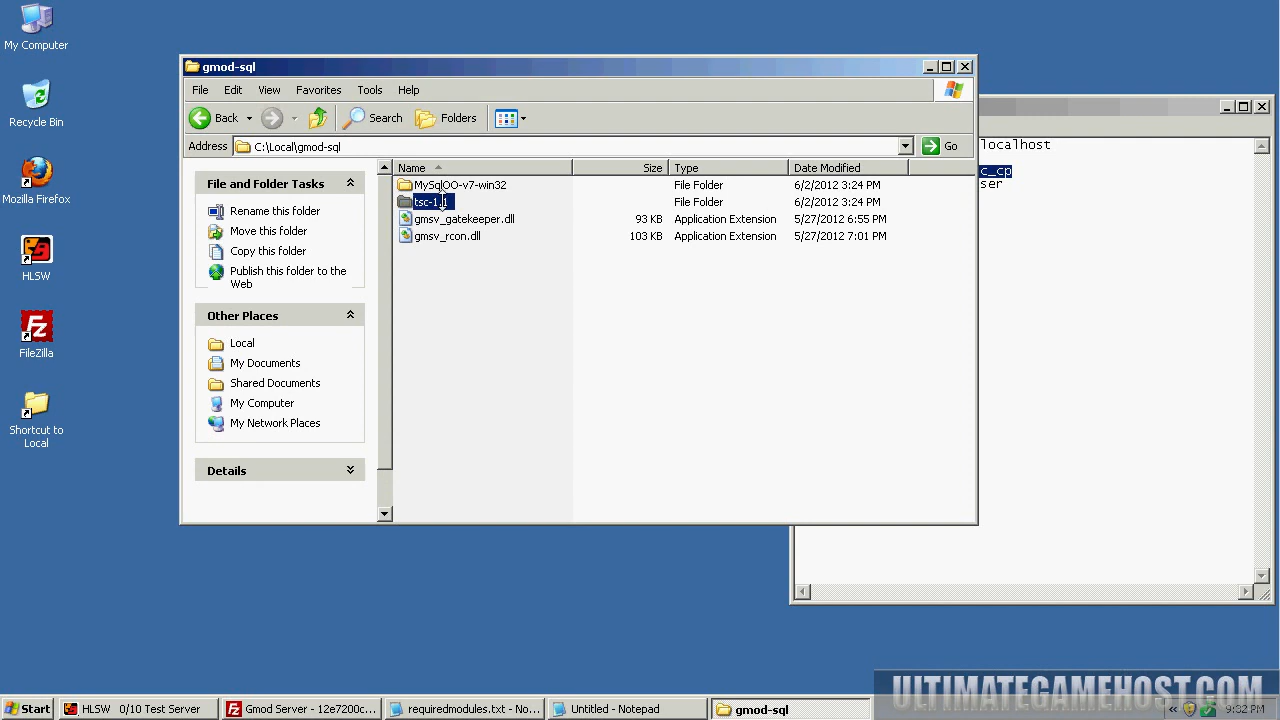 My Computer
Recycle Bin
Mozilla Firefox
HLSW
FileZilla
Shortcut to
Local
gmod-sql
File Edit View Favorites Tools Help
Back Search Folders
Address C:\Local\gmod-sql Go
File and Folder Tasks
Rename this folder
Move this folder
Copy this folder
Publish this folder to the
Web
Other Places
Local
My Documents
Shared Documents
My Computer
My Network Places
Details
Name Size Type Date Modified
MySqlOO-v7-win32 File Folder 6/2/2012 3:24 PM
tsc-1.1 File Folder 6/2/2012 3:24 PM
gmsv_gatekeeper.dll 93 KB Application Extension 5/27/2012 6:55 PM
gmsv_rcon.dll 103 KB Application Extension 5/27/2012 7:01 PM
localhost
c_cp
ser
ULTIMATEGAMEHOST.COM
Start HLSW 0/10 Test Server Gmod Server - 12e7200c... requiredmodules.txt - No... Untitled - Notepad gmod-sql « 9:32 PM